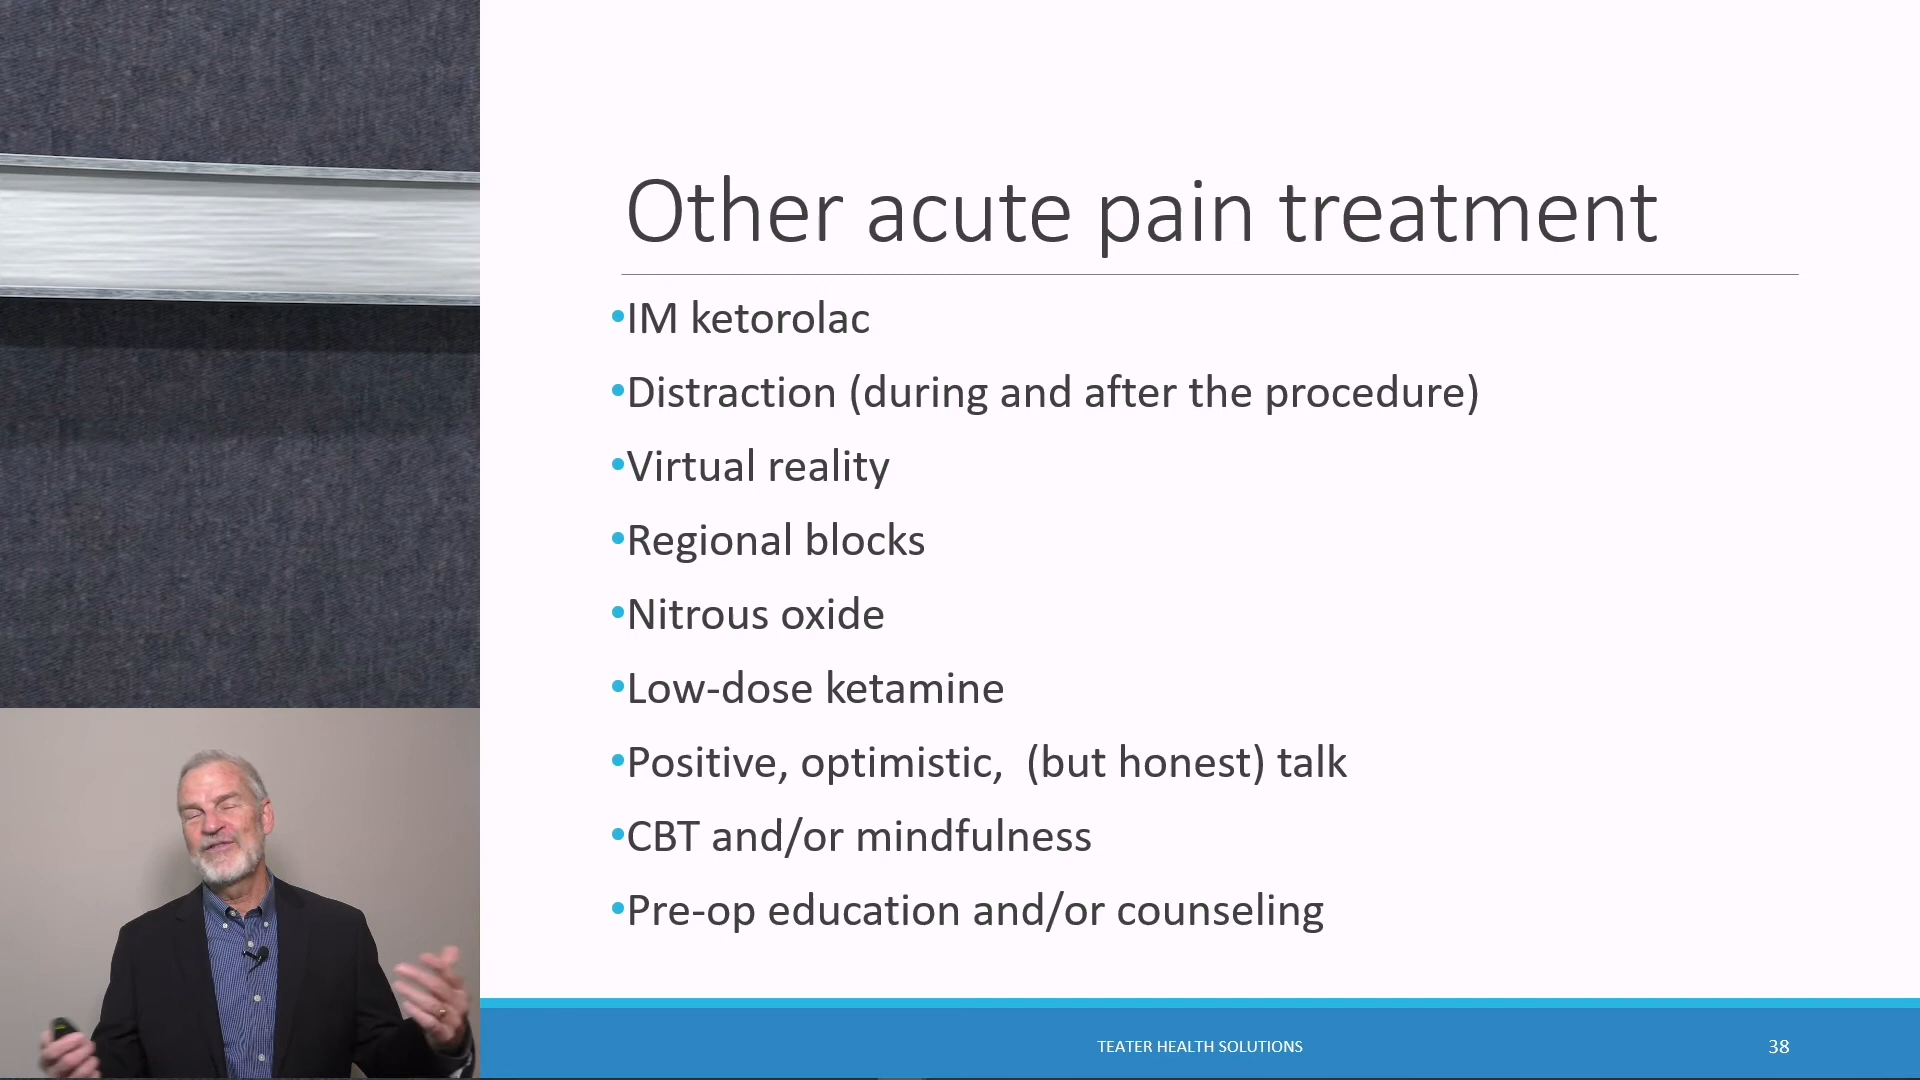 Other acute pain treatment
•IM ketorolac
•Distraction (during and after the procedure)
•Virtual reality
•Regional blocks
•Nitrous oxide
•Low-dose ketamine
•Positive, optimistic,  (but honest) talk
•CBT and/or mindfulness
•Pre-op education and/or counseling
TEATER HEALTH SOLUTIONS
38